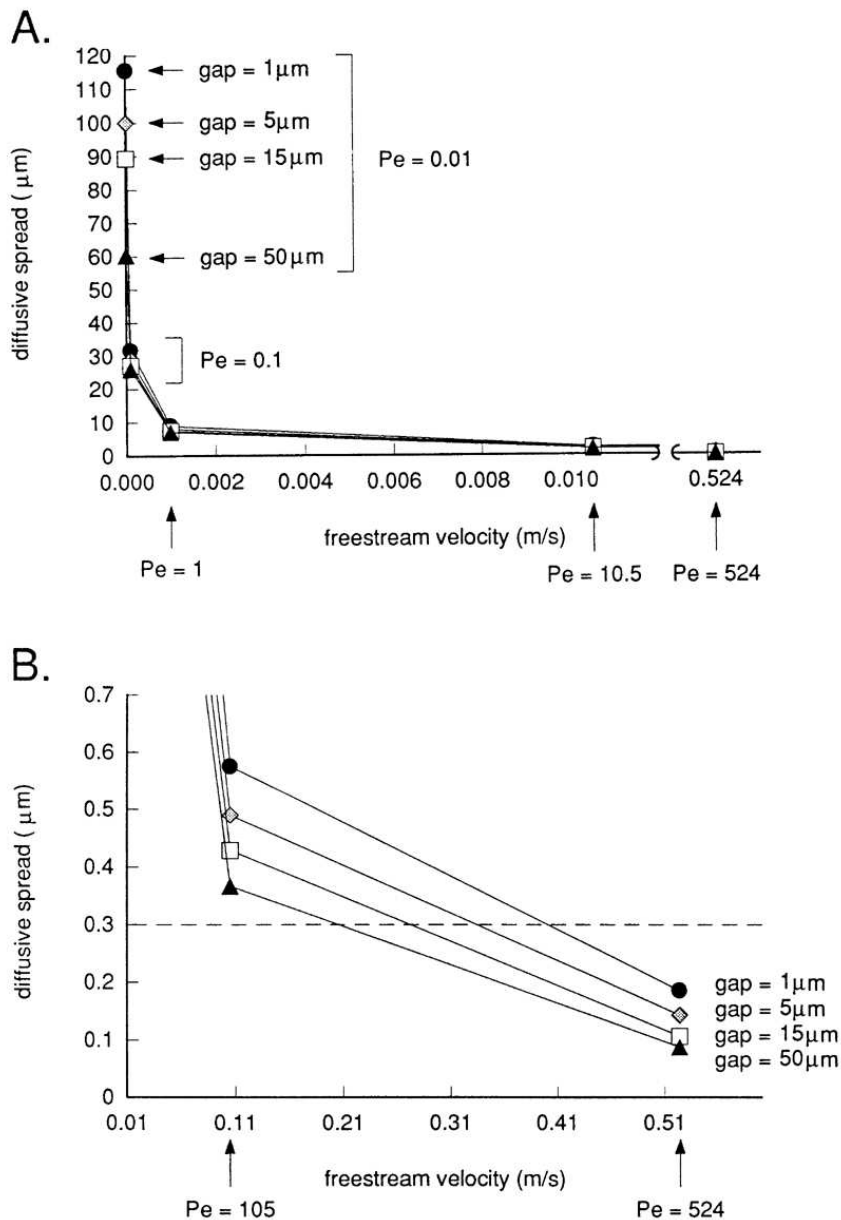 A.
120
110
100
90
80
70
60
50
40
30
20
10
0
diffusive spread ( μm)
gap = 1μm
gap = 5μm
gap = 15μm
gap = 50μm
Pe = 0.01
Pe = 0.1
0.000 0.002 0.004 0.006 0.008 0.010 0.524
freestream velocity (m/s)
Pe = 1 Pe = 10.5 Pe = 524
B.
0.7
0.6
0.5
0.4
0.3
0.2
0.1
0
diffusive spread ( μm)
gap = 1μm
gap = 5μm
gap = 15μm
gap = 50μm
0.01 0.11 0.21 0.31 0.41 0.51
freestream velocity (m/s)
Pe = 105 Pe = 524